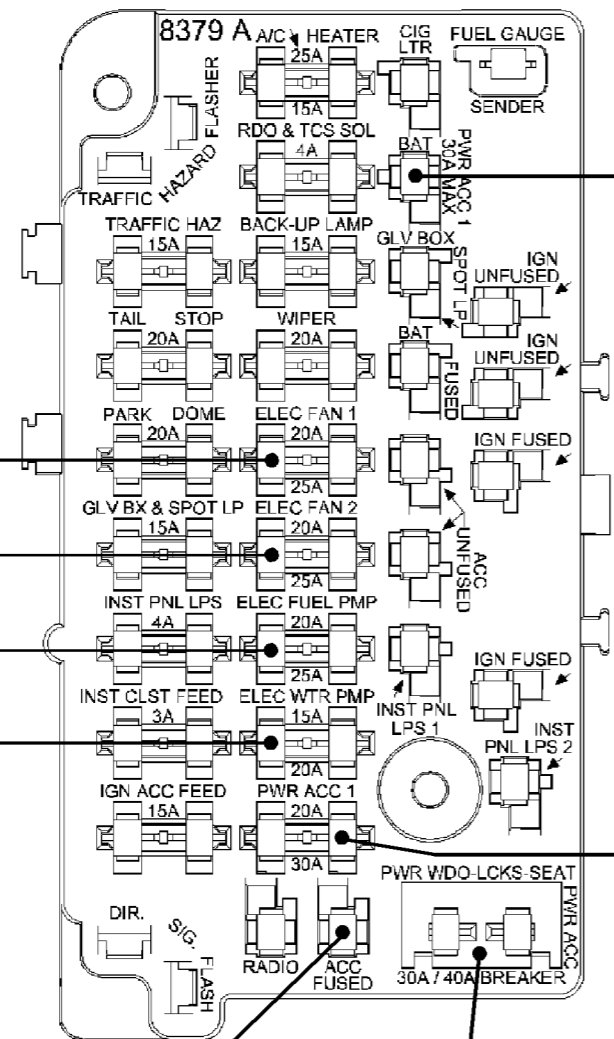 8379 A
A/C HEATER
25A
15A
CIG
LTR
FUEL GAUGE
SENDER
FLASHER
HAZARD
TRAFFIC
RDO & TCS SOL
4A
BAT
PWR ACC 1
30A MAX
TRAFFIC HAZ
15A
BACK-UP LAMP
15A
GLV BOX
SPOT LP
IGN
UNFUSED
TAIL STOP
20A
WIPER
20A
BAT
FUSED
IGN
UNFUSED
PARK DOME
20A
ELEC FAN 1
20A
25A
IGN FUSED
GLV BX & SPOT LP
15A
ELEC FAN 2
20A
25A
ACC
UNFUSED
INST PNL LPS
4A
ELEC FUEL PMP
20A
25A
INST PNL
LPS 1
IGN FUSED
INST CLST FEED
3A
ELEC WTR PMP
15A
20A
INST
PNL LPS 2
IGN ACC FEED
15A
PWR ACC 1
20A
30A
PWR WDO-LCKS-SEAT
PWR ACC
30A / 40A BREAKER
DIR.
SIG.
FLASH
RADIO
ACC
FUSED